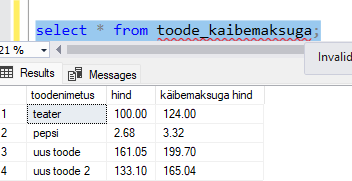 select * from toode_kaibemaksuga;
21 %
Invalid
Results Messages
toodenimetus hind käibemaksuga hind
1 teater 100.00 124.00
2 pepsi 2.68 3.32
3 uus toode 161.05 199.70
4 uus toode 2 133.10 165.04